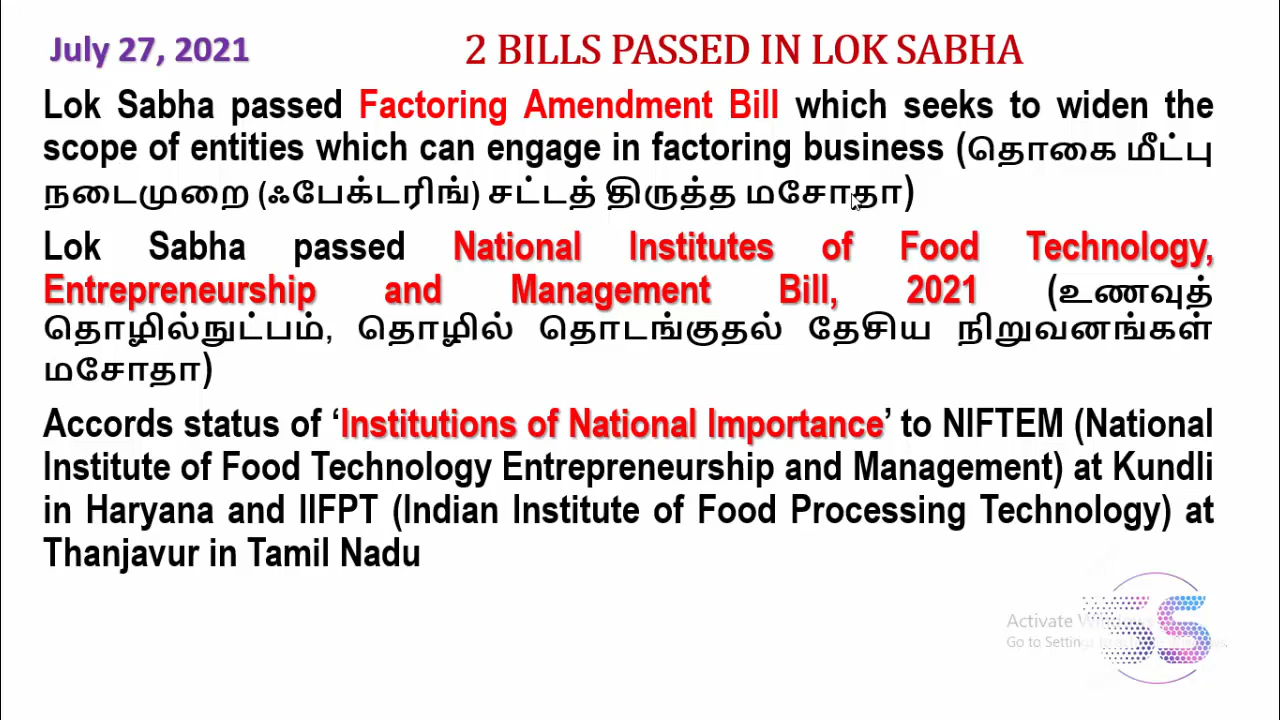 July 27, 2021
2 BILLS PASSED IN LOK SABHA
Lok Sabha passed Factoring Amendment Bill which seeks to widen the
scope of entities which can engage in factoring business (தொகை மீட்பு
நடைமுறை (ஃபேக்டரிங்) சட்டத் திருத்த மசோதா)
Lok Sabha passed National Institutes of Food Technology,
Entrepreneurship and Management Bill, 2021 (உணவுத்
தொழில்நுட்பம், தொழில் தொடங்குதல் தேசிய நிறுவனங்கள்
மசோதா)
Accords status of ‘Institutions of National Importance’ to NIFTEM (National
Institute of Food Technology Entrepreneurship and Management) at Kundli
in Haryana and IIFPT (Indian Institute of Food Processing Technology) at
Thanjavur in Tamil Nadu
Activate
Go to
SS